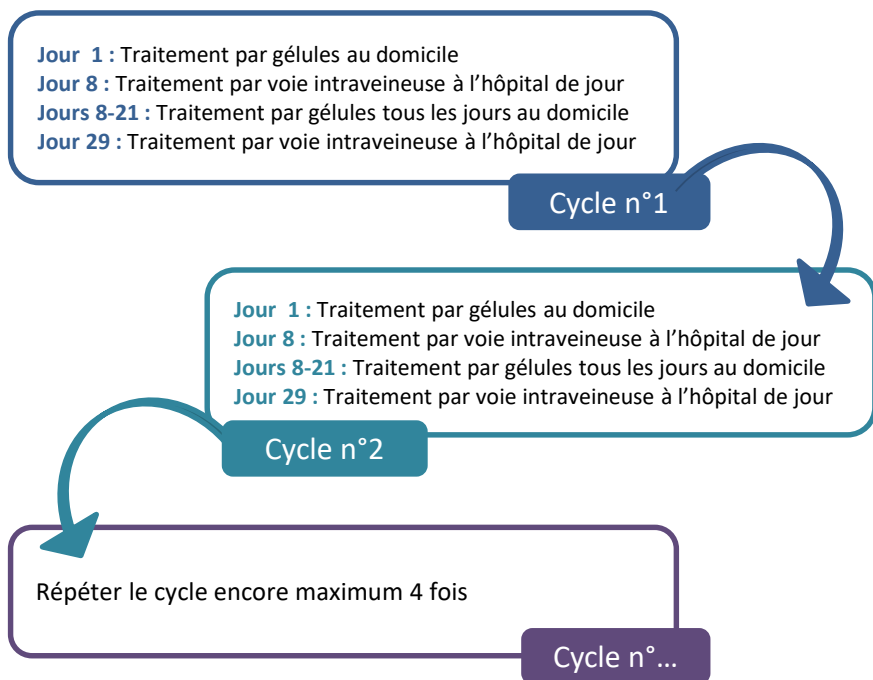 Jour 1 : Traitement par gélules au domicile
Jour 8 : Traitement par voie intraveineuse à l’hôpital de jour
Jours 8-21 : Traitement par gélules tous les jours au domicile
Jour 29 : Traitement par voie intraveineuse à l’hôpital de jour
Cycle n°1
Jour 1 : Traitement par gélules au domicile
Jour 8 : Traitement par voie intraveineuse à l’hôpital de jour
Jours 8-21 : Traitement par gélules tous les jours au domicile
Jour 29 : Traitement par voie intraveineuse à l’hôpital de jour
Cycle n°2
Répéter le cycle encore maximum 4 fois
Cycle n°…